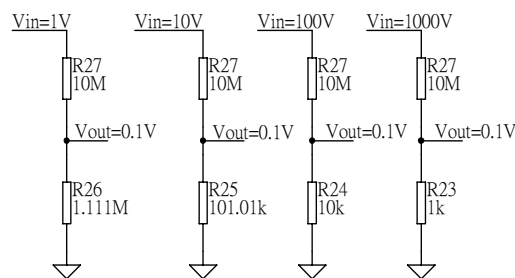 Vin=1V Vin=10V Vin=100V Vin=1000V
R27 R27 R27 R27
10M 10M 10M 10M
Vout=0.1V Vout=0.1V Vout=0.1V Vout=0.1V
R26 R25 R24 R23
1.111M 101.01k 10k 1k